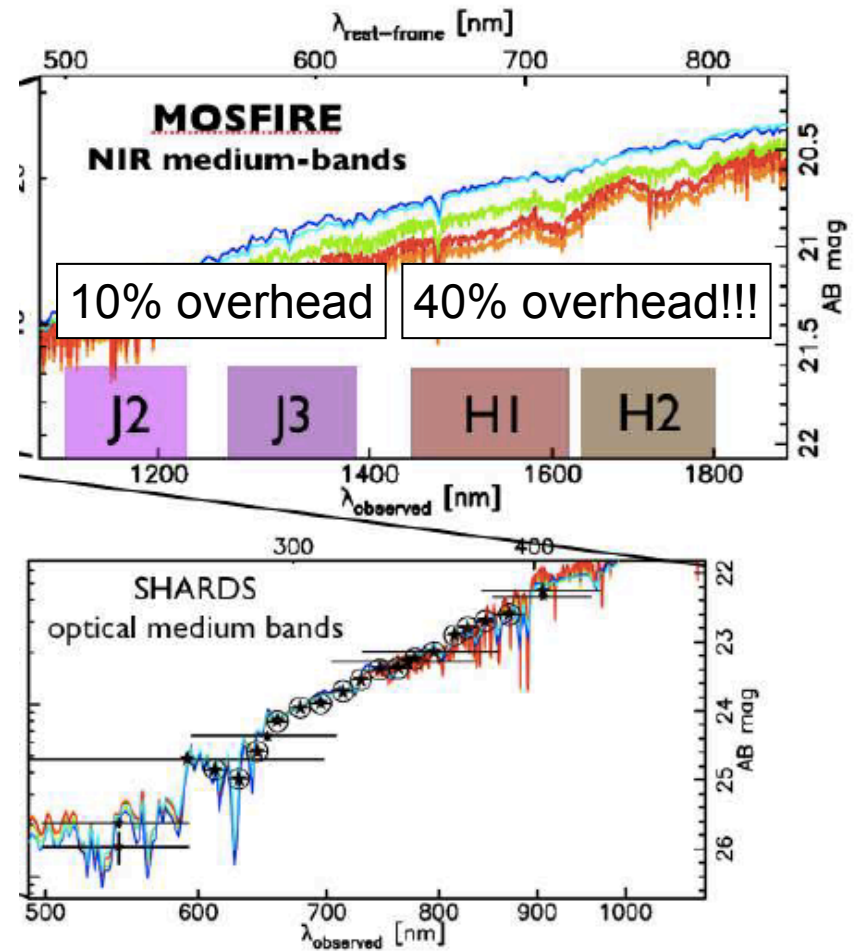 λrest-frame [nm]
500 600 700 800
MOSFIRE
NIR medium-bands
20.5
21
AB mag
10% overhead 40% overhead!!!
21.5
J2 J3 H1 H2
22
1200 1400 1600 1800
λobserved [nm]
300 400
SHARDS
optical medium bands
22
23
24
AB mag
25
26
500 600 700 800 900 1000
λobserved [nm]